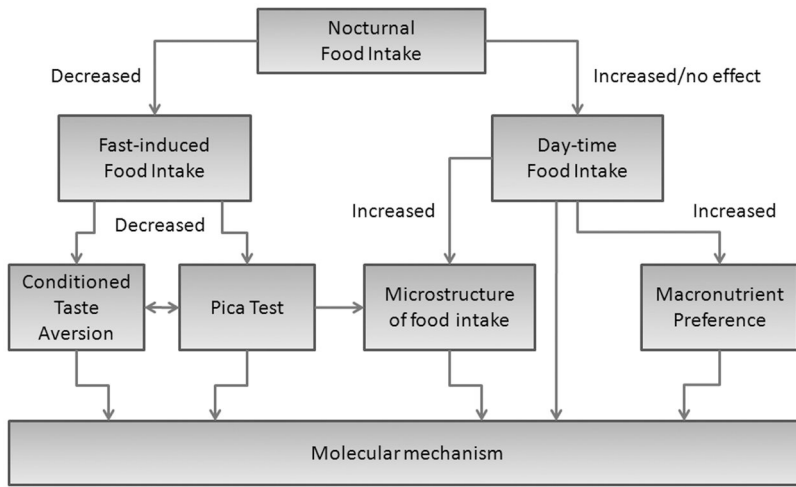 Nocturnal
Food Intake
Decreased
Increased/no effect
Fast-induced
Food Intake
Day-time
Food Intake
Decreased
Increased
Increased
Conditioned
Taste
Aversion
Pica Test
Microstructure
of food intake
Macronutrient
Preference
Molecular mechanism